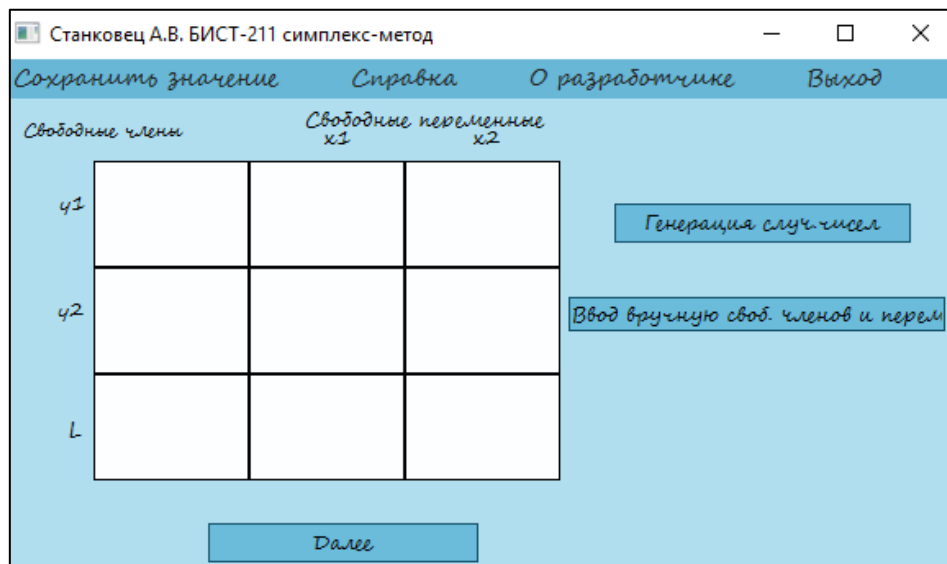 Станковец А.В. БИСТ-211 симплекс-метод
Сохранить значение Справка О разработчике Выход
Свободные члены Свободные переменные
x1 x2
y1
Генерация случ.чисел
y2
Ввод вручную своб. членов и перем
L
Далее